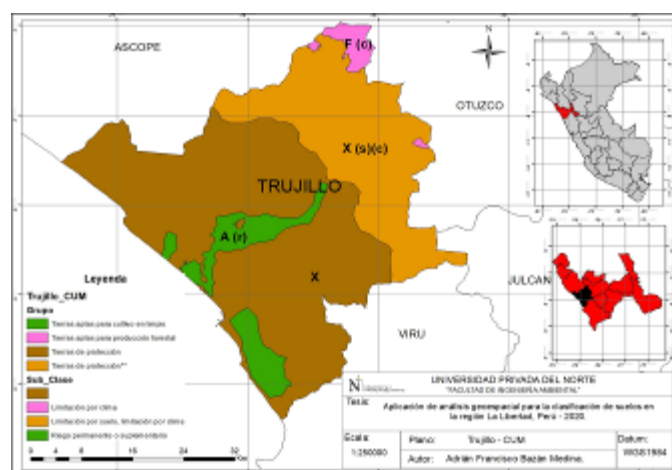 ASCOPE
F (c)
OTUZCO
X (s)(c)
TRUJILLO
A (r)
X
JULCAN
VIRU
Leyenda
Trujillo_CUM
Grupo
Tierras aptas para cultivo en limpio
Tierras aptas para producción forestal
Tierras de protección
Tierras de protección**
Sub_Clase
Limitación por clima
Limitación por suelo, limitación por clima
Riego permanente o suplementario
0 4 8 16 24 32
Km
N
UNIVERSIDAD PRIVADA DEL NORTE
"FACULTAD DE INGENIERÍA AMBIENTAL"
Tesis: Aplicación de análisis geoespacial para la clasificación de suelos en
la región La Libertad, Perú - 2020.
Escala: 1:250000
Plano: Trujillo - CUM
Autor: Adrián Francisco Bazán Medina.
Datum: WGS1984